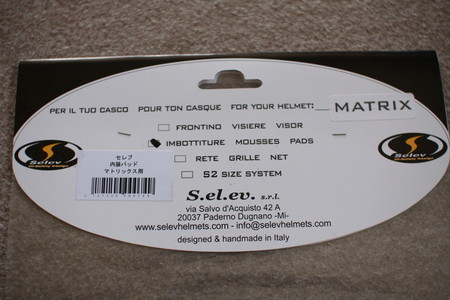 PER IL TUO CASCO POUR TON CASQUE FOR YOUR HELMET: MATRIX
FRONTINO VISIERE VISOR
IMBOTTITURE MOUSSES PADS
RETE GRILLE NET
S2 SIZE SYSTEM
Selev
Selev
セレブ
内装パッド
マトリックス用
S.el.ev. s.r.l.
via Salvo d'Acquisto 42 A
20037 Paderno Dugnano -Mi-
www.selevhelmets.com - info@selevhelmets.com
designed & handmade in Italy